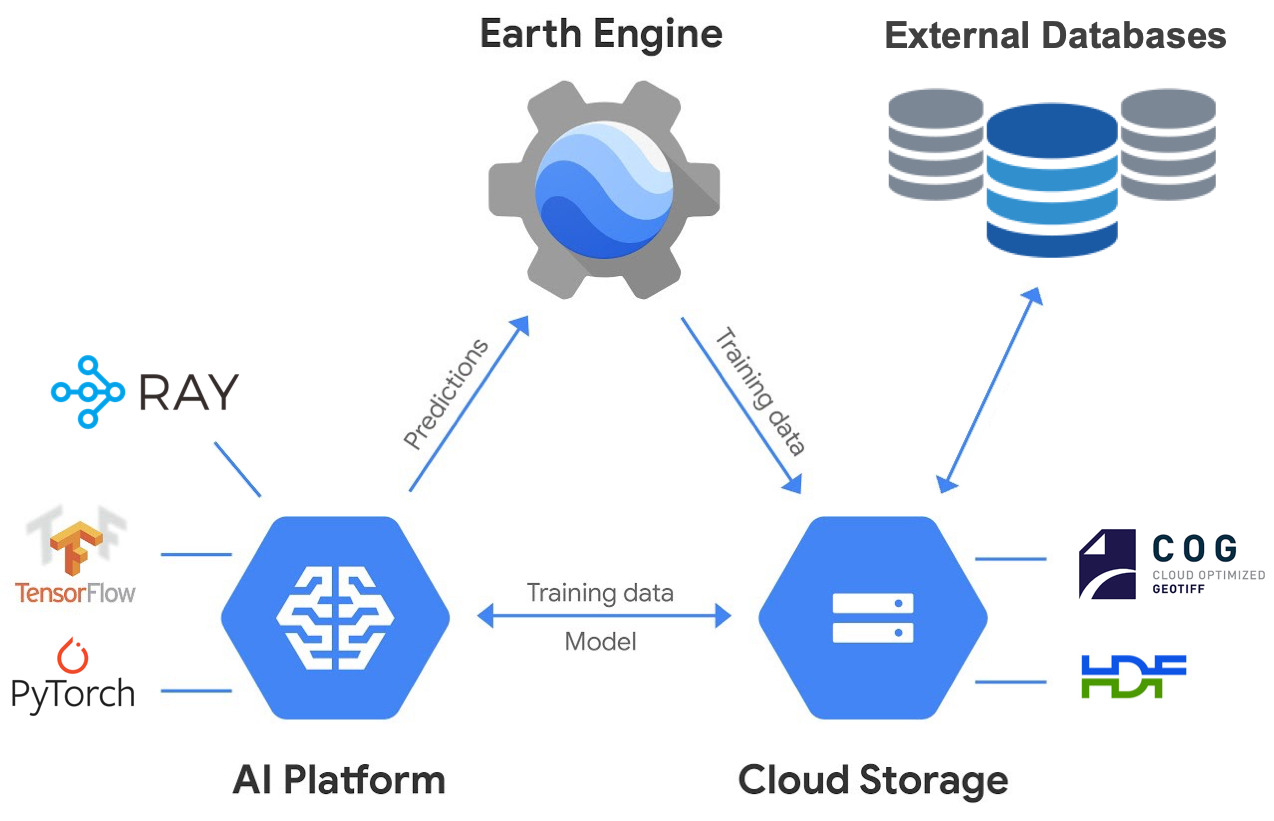 Earth Engine
External Databases
Predictions
Training data
RAY
TF
TensorFlow
PyTorch
Training data
Model
COG
CLOUD OPTIMIZED
GEOTIFF
HDF
AI Platform
Cloud Storage